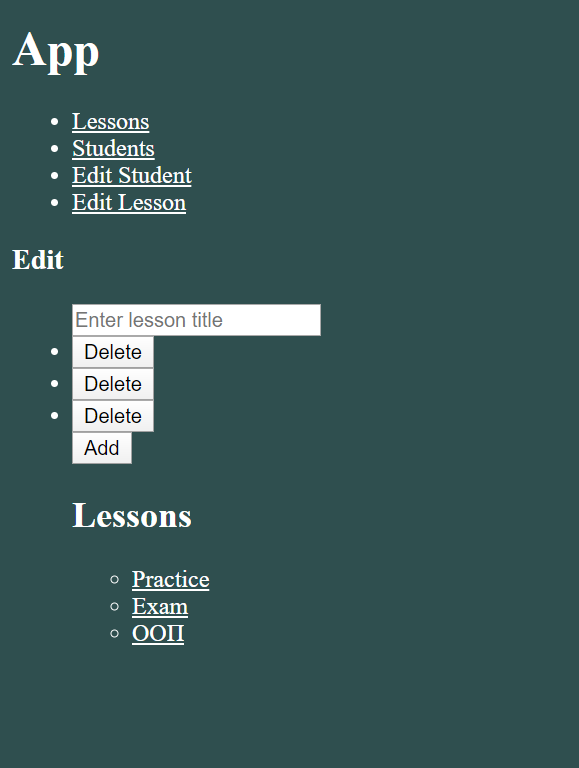 App
Lessons
Students
Edit Student
Edit Lesson
Edit
Enter lesson title
Delete
Delete
Delete
Add
Lessons
Practice
Exam
ООП